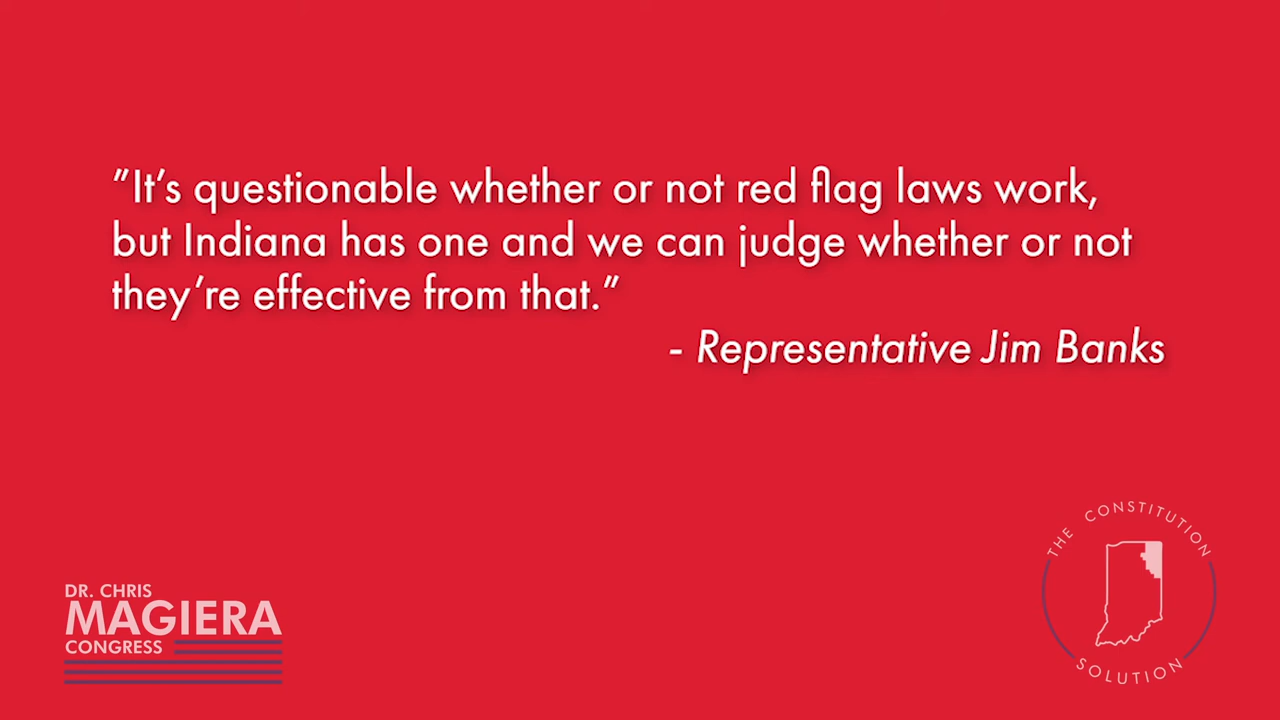 ”It’s questionable whether or not red flag laws work,
but Indiana has one and we can judge whether or not
they’re effective from that.”
- Representative Jim Banks
DR. CHRIS
MAGIERA
CONGRESS
THE CONSTITUTION
SOLUTION